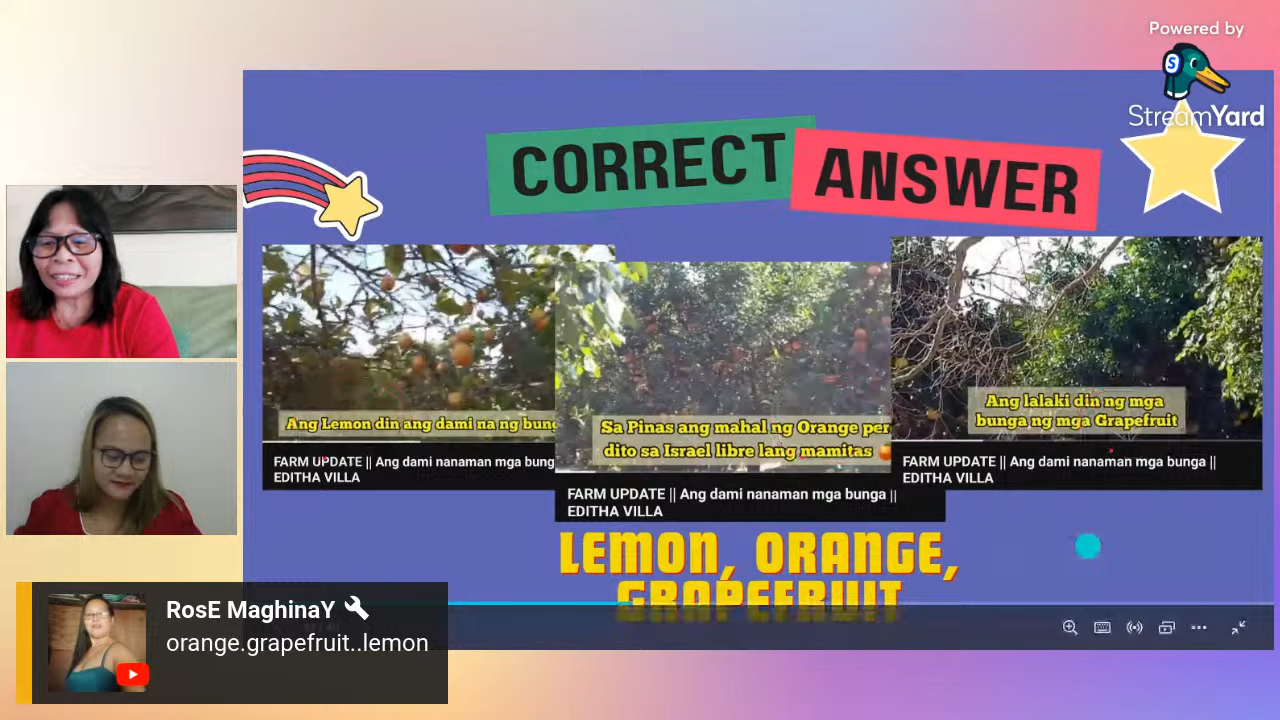 Powered by
StreamYard
CORRECT ANSWER
Ang Lemon din ang dami na ng bung
FARM UPDATE || Ang dami nanaman mga bung
EDITHA VILLA
Sa Pinas ang mahal ng Orange per
dito sa Israel libre lang mamitas
FARM UPDATE || Ang dami nanaman mga bunga ||
EDITHA VILLA
Ang lalaki din ng mga
bunga ng mga Grapefruit
FARM UPDATE || Ang dami nanaman mga bunga ||
EDITHA VILLA
LEMON, ORANGE,
GRAPEFRUIT
RosE MaghinaY
orange.grapefruit..lemon